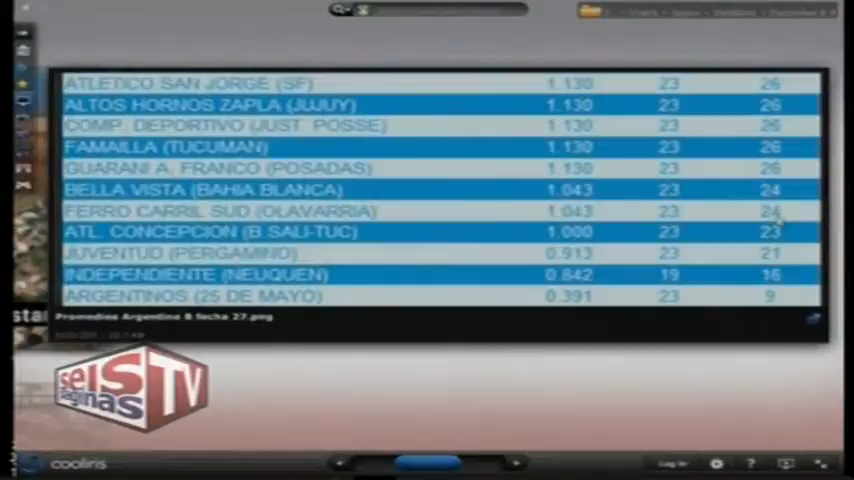 ATLETICO SAN JORGE (SF) 1.130 23 26
ALTOS HORNOS ZAPLA (JUJUY) 1.130 23 26
COMP. DEPORTIVO (JUST. POSSE) 1.130 23 26
FAMAILLA (TUCUMAN) 1.130 23 26
GUARANI A. FRANCO (POSADAS) 1.130 23 26
BELLA VISTA (BAHIA BLANCA) 1.043 23 24
FERRO CARRIL SUD (OLAVARRIA) 1.043 23 24
ATL. CONCEPCION (B SALI-TUC) 1.000 23 23
JUVENTUD (PERGAMINO) 0.913 23 21
INDEPENDIENTE (NEUQUEN) 0.842 19 16
ARGENTINOS (25 DE MAYO) 0.391 23 9
star
Promedios Argentino B fecha 27.png
seis TV
paginas
cooliris
Log In
?